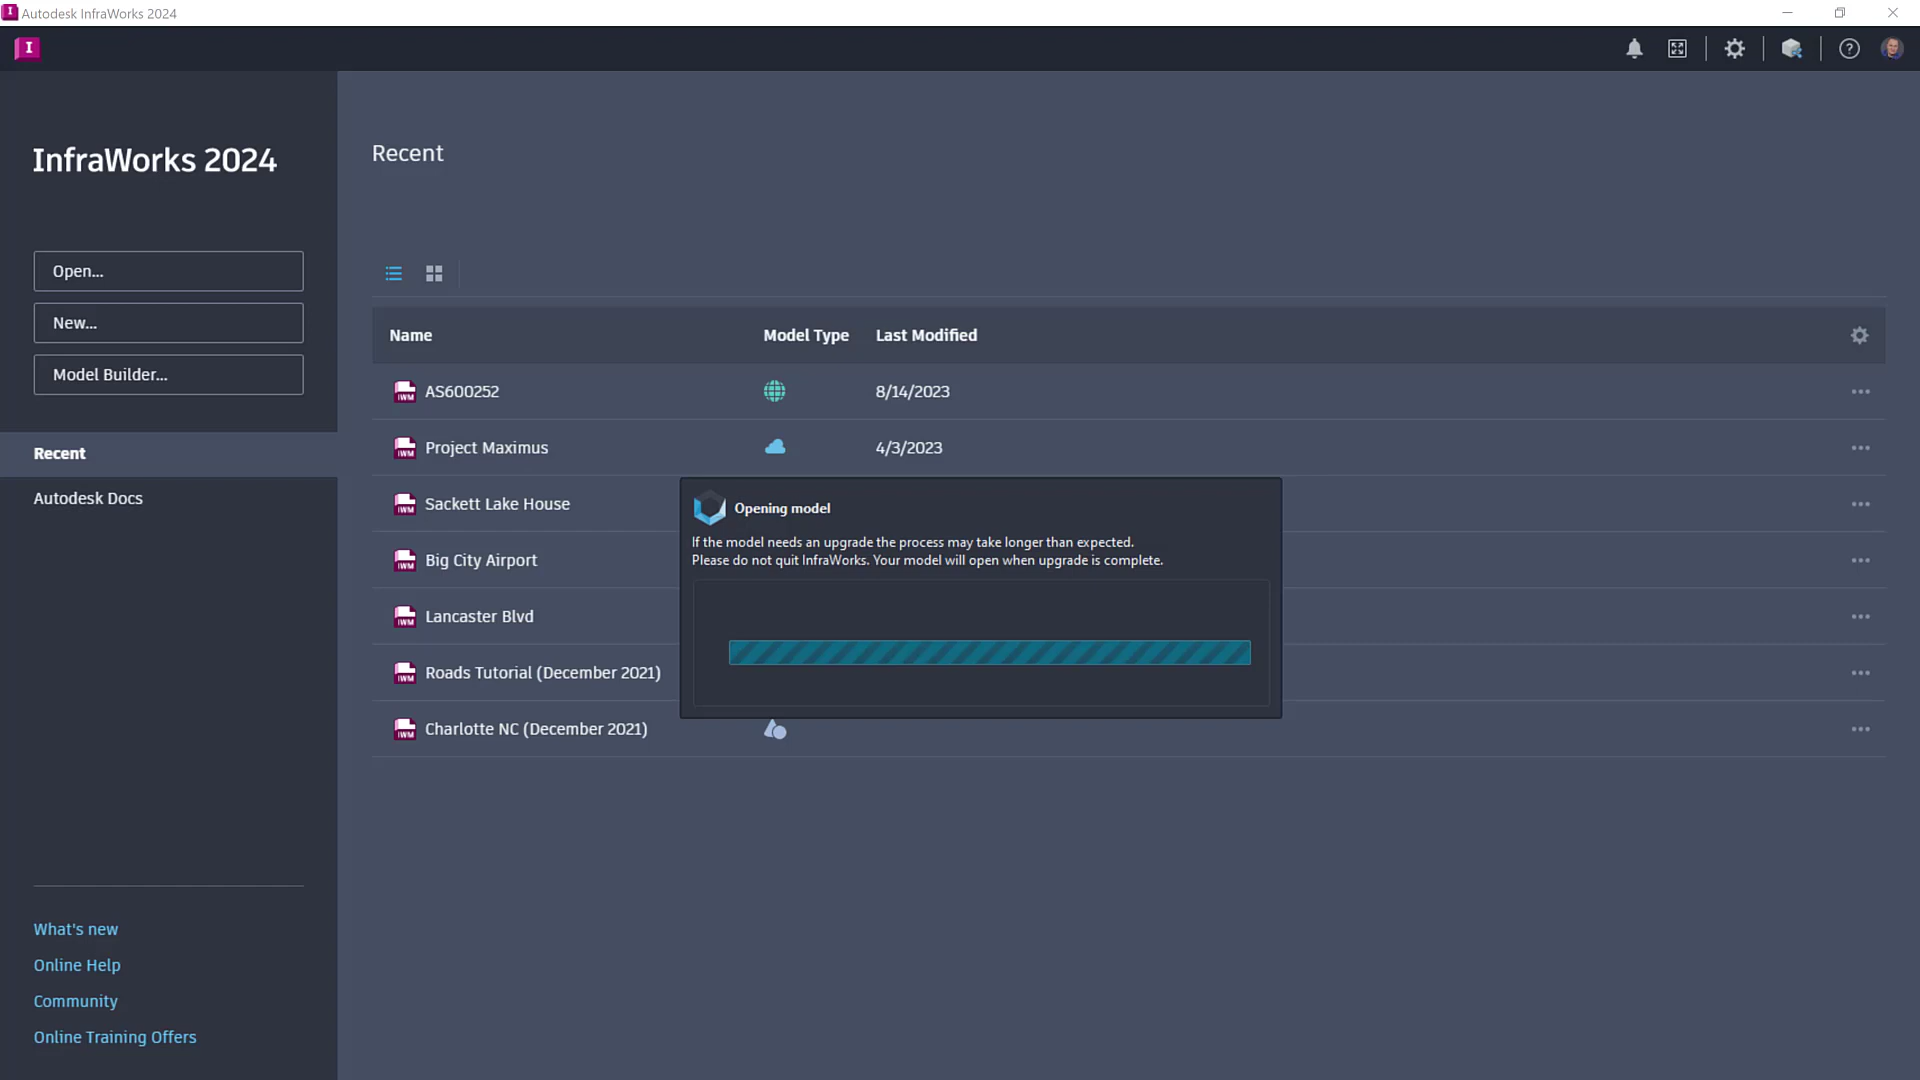 Autodesk InfraWorks 2024
InfraWorks 2024
Open...
New...
Model Builder...
Recent
Autodesk Docs
What's new
Online Help
Community
Online Training Offers
Recent
Name Model Type Last Modified
AS600252 8/14/2023
Project Maximus 4/3/2023
Sackett Lake House
Big City Airport
Lancaster Blvd
Roads Tutorial (December 2021)
Charlotte NC (December 2021)
Opening model
If the model needs an upgrade the process may take longer than expected.
Please do not quit InfraWorks. Your model will open when upgrade is complete.